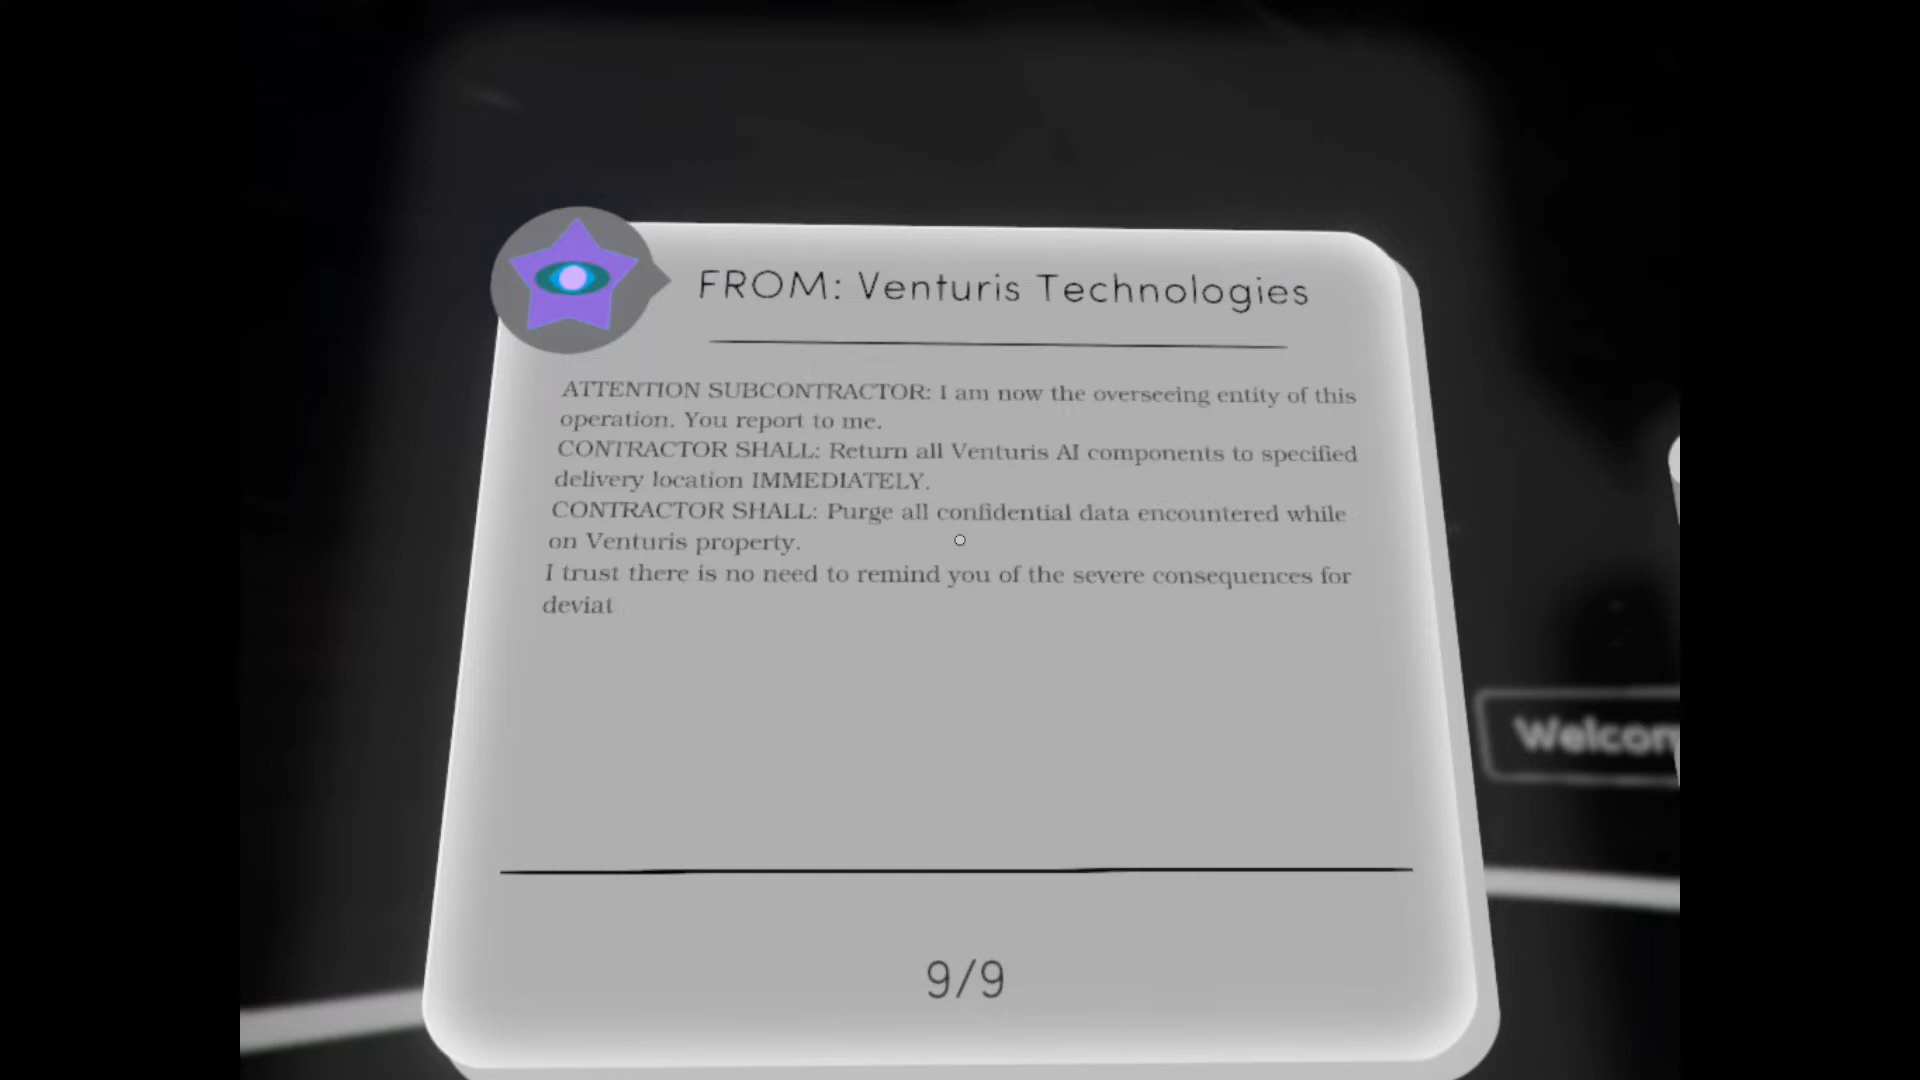 FROM: Venturis Technologies
ATTENTION SUBCONTRACTOR: I am now the overseeing entity of this
operation. You report to me.
CONTRACTOR SHALL: Return all Venturis AI components to specified
delivery location IMMEDIATELY.
CONTRACTOR SHALL: Purge all confidential data encountered while
on Venturis property.
I trust there is no need to remind you of the severe consequences for
deviat
Welcom
9/9